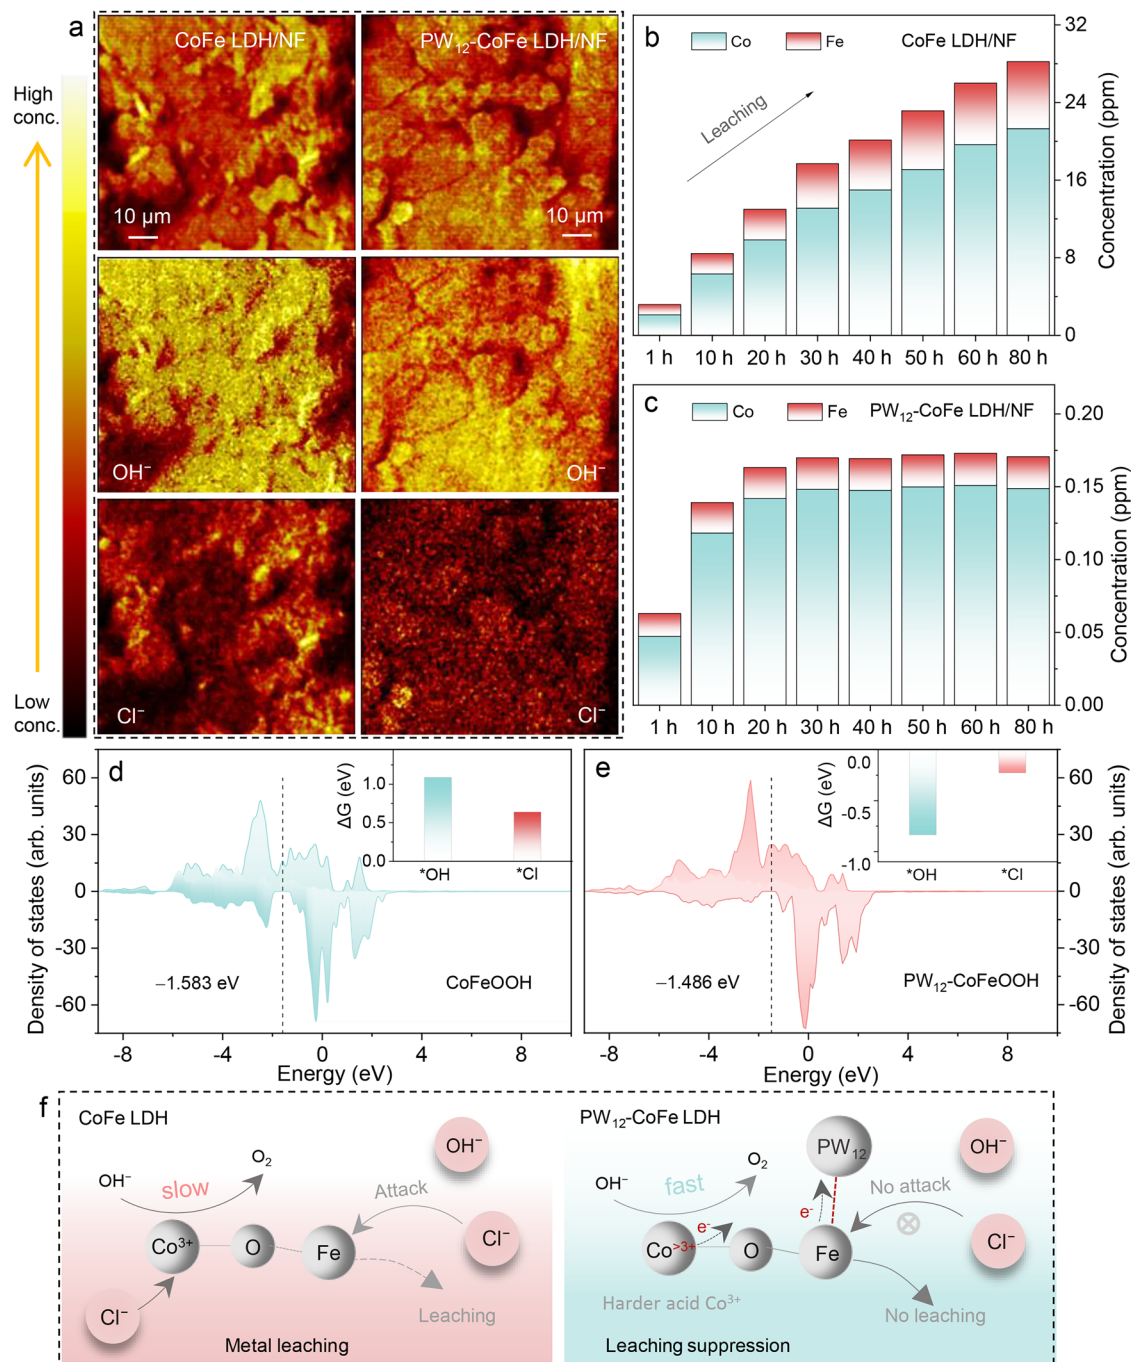 a
High
conc.
Low
conc.
CoFe LDH/NF
PW₁₂-CoFe LDH/NF
10 μm
10 μm
OH⁻
OH⁻
Cl⁻
Cl⁻
b
Co
Fe
CoFe LDH/NF
Leaching
32
24
16
8
0
Concentration (ppm)
1 h 10 h 20 h 30 h 40 h 50 h 60 h 80 h
c
Co
Fe
PW₁₂-CoFe LDH/NF
0.20
0.15
0.10
0.05
0.00
Concentration (ppm)
1 h 10 h 20 h 30 h 40 h 50 h 60 h 80 h
d
Density of states (arb. units)
60
30
0
-30
-60
ΔG (eV)
1.0
0.5
0.0
*OH
*Cl
−1.583 eV
CoFeOOH
-8 -4 0 4 8
Energy (eV)
e
ΔG (eV)
0.0
-0.5
-1.0
*OH
*Cl
60
30
0
-30
-60
Density of states (arb. units)
−1.486 eV
PW₁₂-CoFeOOH
-8 -4 0 4 8
Energy (eV)
f
CoFe LDH
OH⁻
OH⁻
O₂
slow
Attack
Co³⁺
O
Fe
Cl⁻
Cl⁻
Leaching
Metal leaching
PW₁₂-CoFe LDH
PW₁₂
OH⁻
OH⁻
O₂
fast
No attack
e⁻
e⁻
Co>³⁺
O
Fe
Cl⁻
Harder acid Co³⁺
No leaching
Leaching suppression